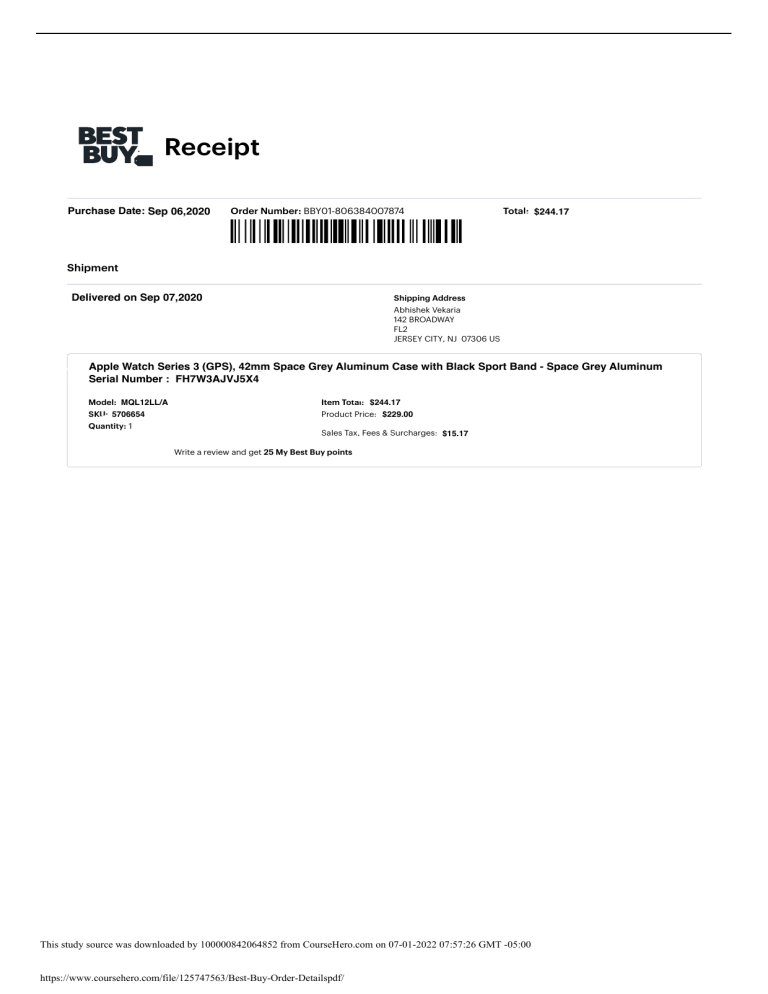 BEST
BUY
Receipt
Purchase Date: Sep 06,2020 Order Number: BBY01-806384007874 Total: $244.17
Shipment
Delivered on Sep 07,2020
Shipping Address
Abhishek Vekaria
142 BROADWAY
FL2
JERSEY CITY, NJ 07306 US
Apple Watch Series 3 (GPS), 42mm Space Grey Aluminum Case with Black Sport Band - Space Grey Aluminum
Serial Number : FH7W3AJVJ5X4
Model: MQL12LL/A
SKU: 5706654
Quantity: 1
Item Total: $244.17
Product Price: $229.00
Sales Tax, Fees & Surcharges: $15.17
Write a review and get 25 My Best Buy points
This study source was downloaded by 100000842064852 from CourseHero.com on 07-01-2022 07:57:26 GMT -05:00
https://www.coursehero.com/file/125747563/Best-Buy-Order-Detailspdf/